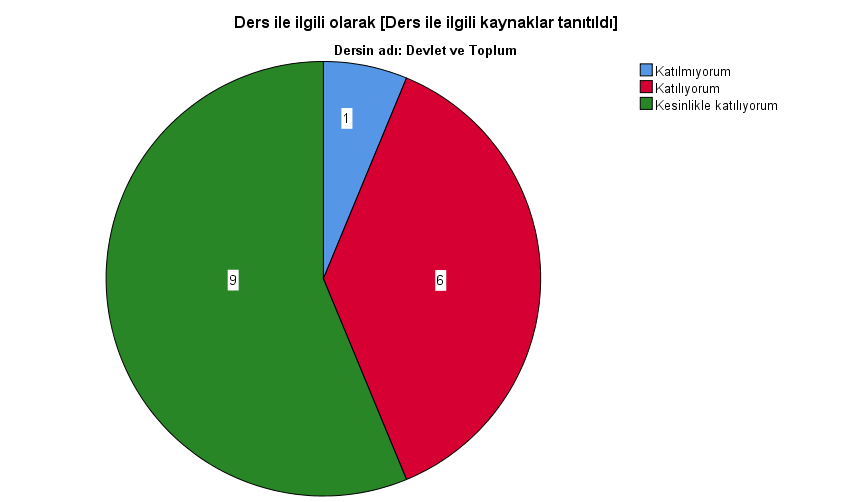 Ders ile ilgili olarak [Ders ile ilgili kaynaklar tanıtıldı]
Dersin adı: Devlet ve Toplum
Katılmıyorum
Katılıyorum
Kesinlikle katılıyorum
1
9
6